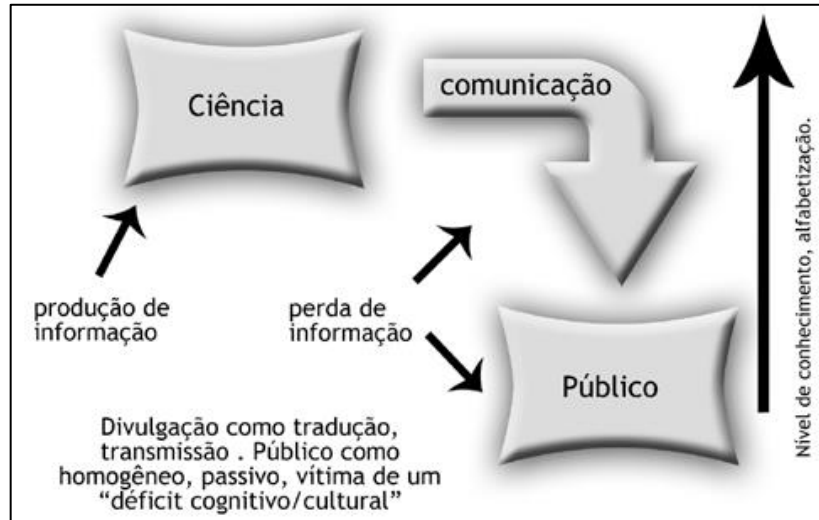 Ciência
comunicação
produção de
informação
perda de
informação
Público
Divulgação como tradução,
transmissão . Público como
homogêneo, passivo, vítima de um
“déficit cognitivo/cultural”
Nível de conhecimento, alfabetização.